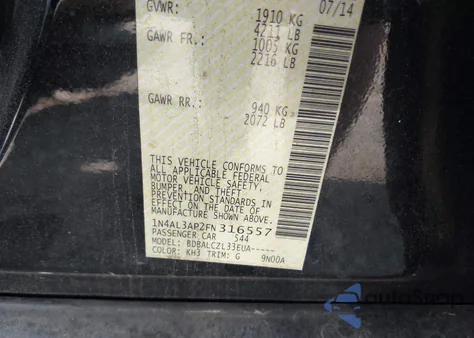 GVWR: 1910 KG 07/14
4211 LB
GAWR FR.: 1005 KG
2216 LB
GAWR RR.: 940 KG
2072 LB
THIS VEHICLE CONFORMS TO
ALL APPLICABLE FEDERAL
MOTOR VEHICLE SAFETY,
BUMPER, AND THEFT
PREVENTION STANDARDS IN
EFFECT ON THE DATE OF
MANUFACTURE SHOWN ABOVE.
1N4AL3AP2FN316557
PASSENGER CAR S44
MODEL: BDBALCZL33EUA-----
COLOR: KH3 TRIM: G 9N00A